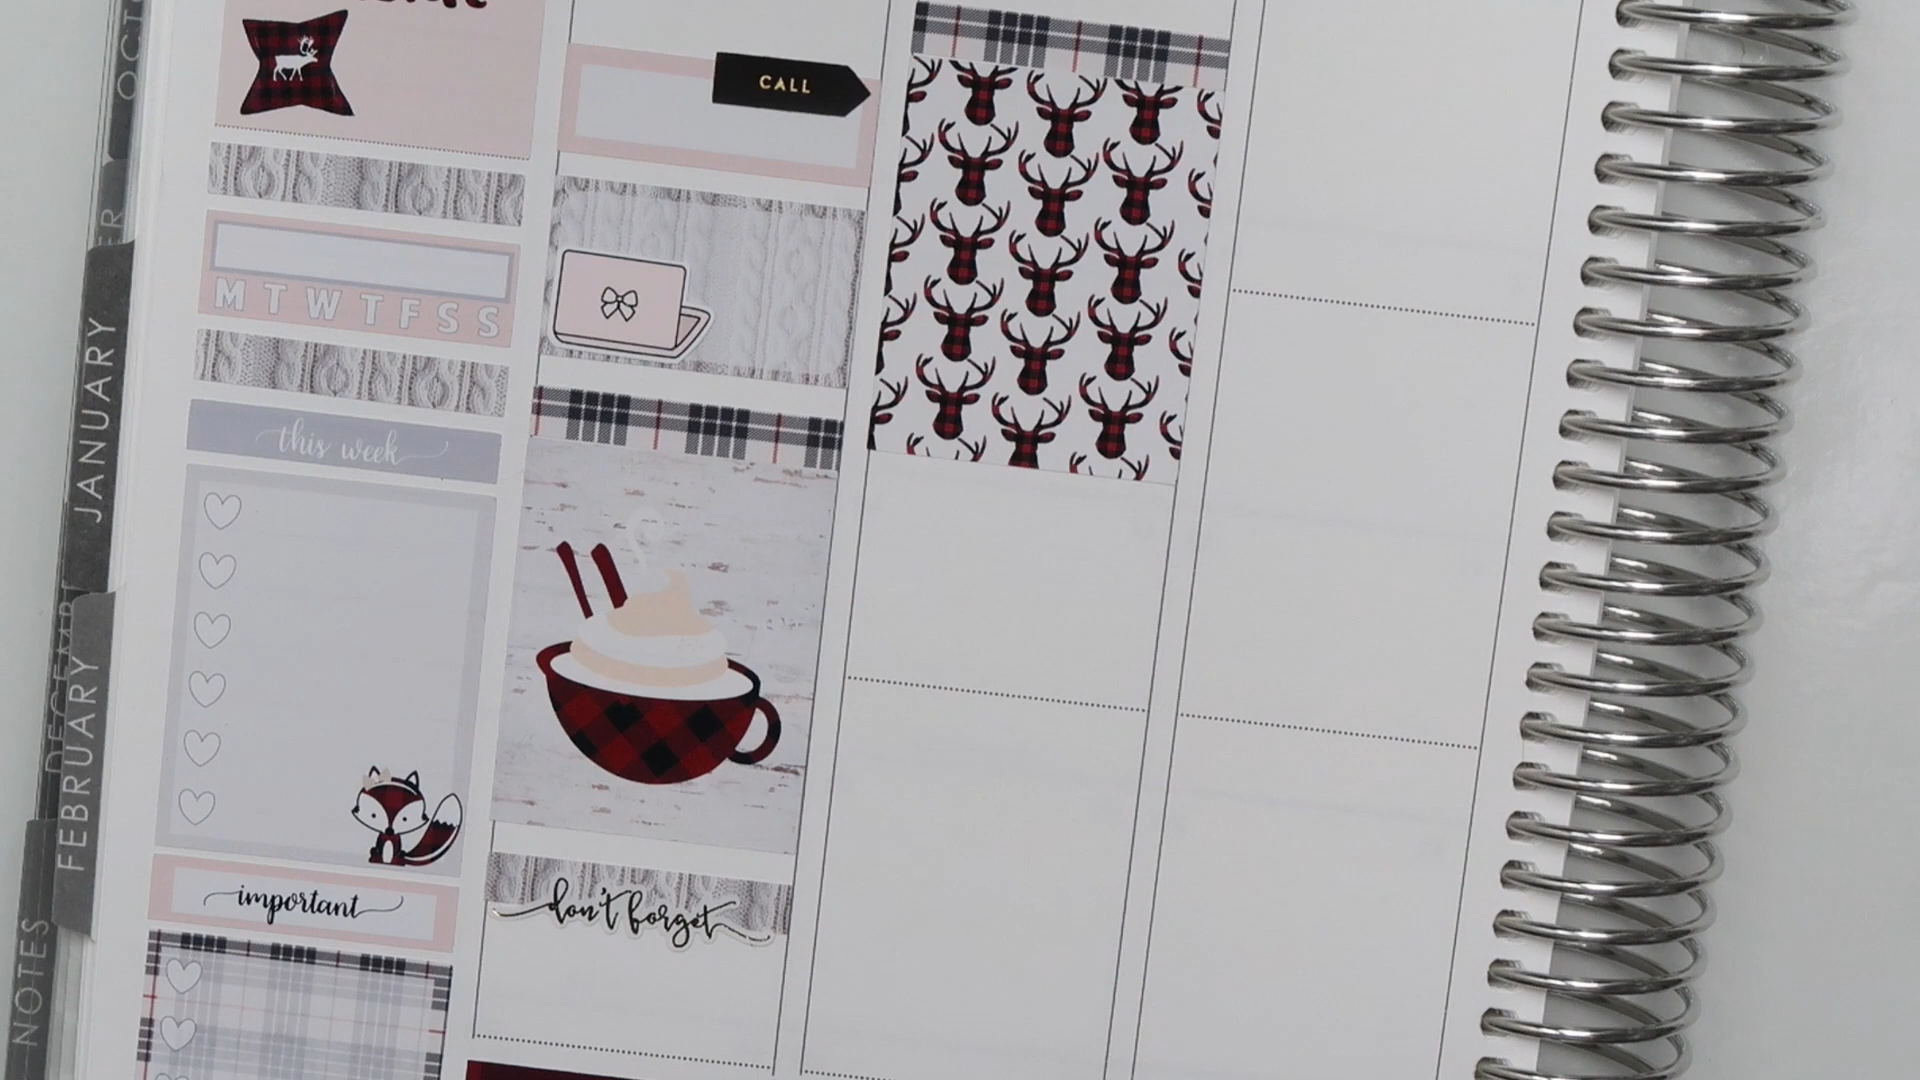 CALL
M T W T F S S
this week
important
don't forget
JANUARY
FEBRUARY
NOTES